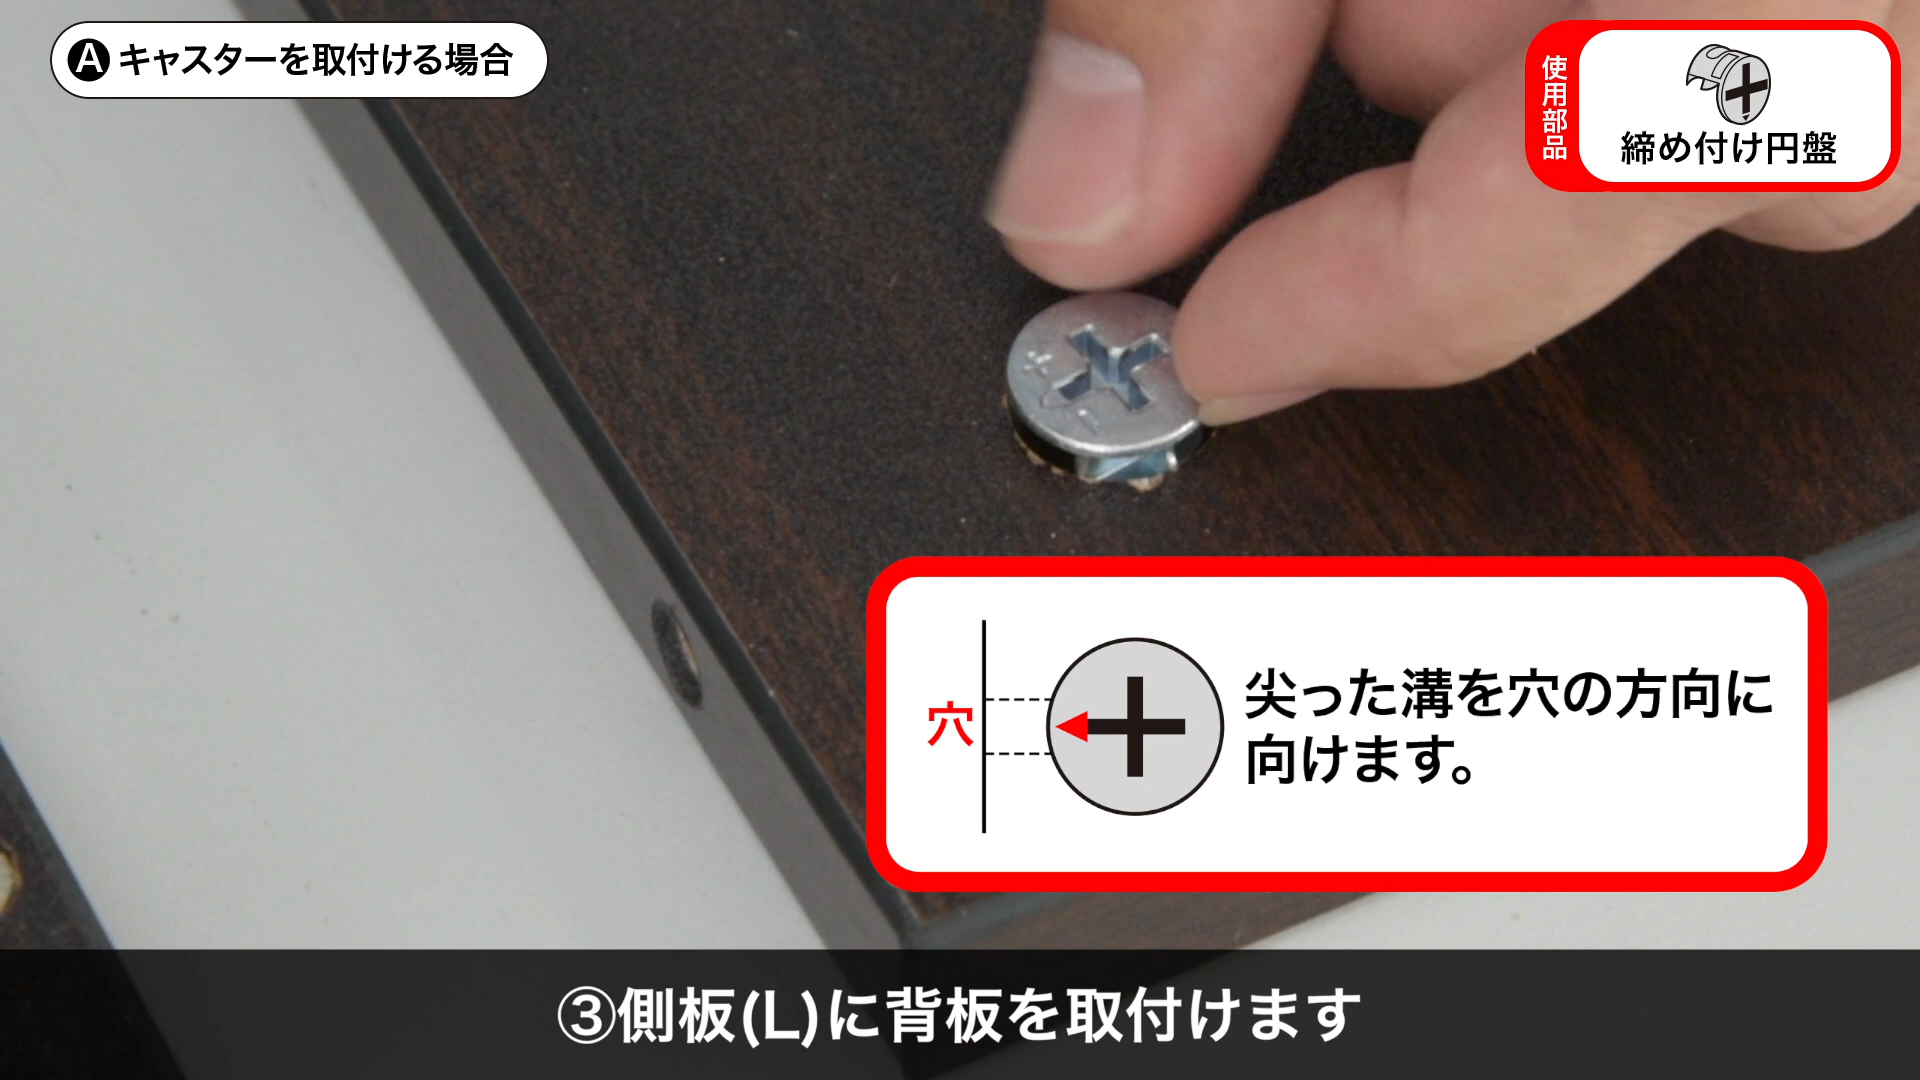 Aキャスターを取付ける場合
使用部品
締め付け円盤
穴
尖った溝を穴の方向に
向けます。
③側板(L)に背板を取付けます